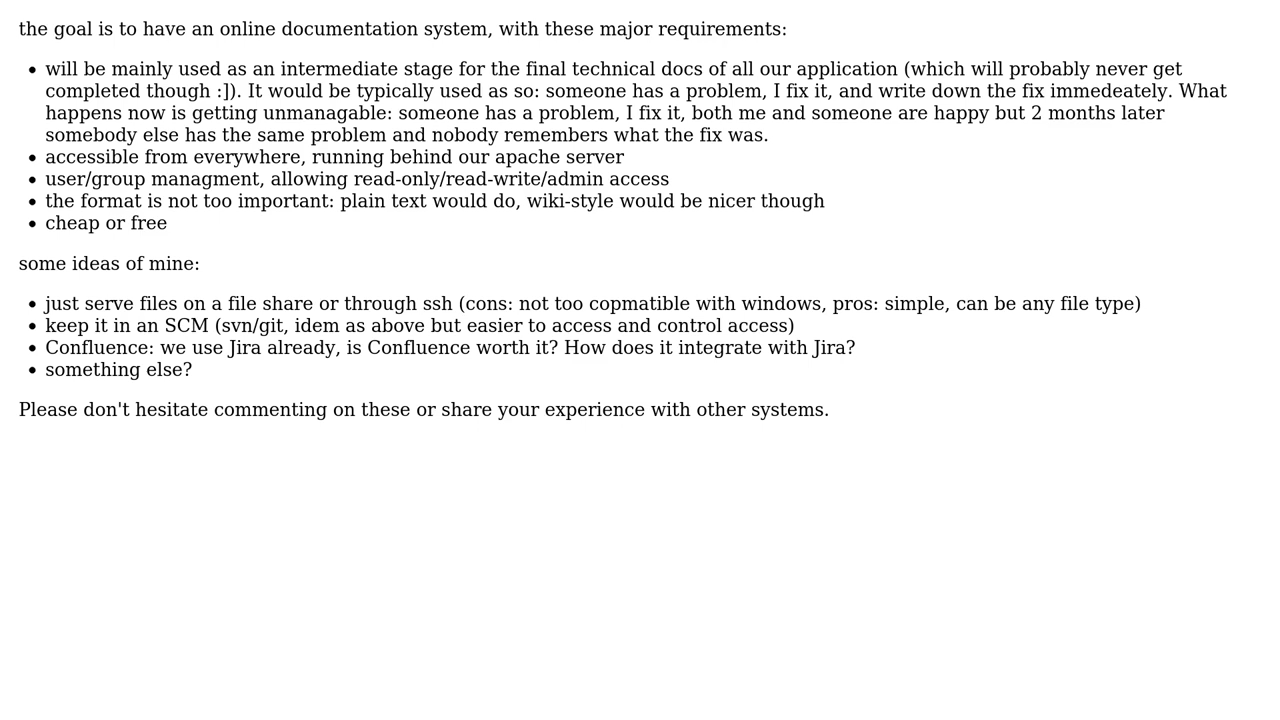 the goal is to have an online documentation system, with these major requirements:
• will be mainly used as an intermediate stage for the final technical docs of all our application (which will probably never get
completed though :]). It would be typically used as so: someone has a problem, I fix it, and write down the fix immedeately. What
happens now is getting unmanagable: someone has a problem, I fix it, both me and someone are happy but 2 months later
somebody else has the same problem and nobody remembers what the fix was.
• accessible from everywhere, running behind our apache server
• user/group managment, allowing read-only/read-write/admin access
• the format is not too important: plain text would do, wiki-style would be nicer though
• cheap or free
some ideas of mine:
• just serve files on a file share or through ssh (cons: not too copmatible with windows, pros: simple, can be any file type)
• keep it in an SCM (svn/git, idem as above but easier to access and control access)
• Confluence: we use Jira already, is Confluence worth it? How does it integrate with Jira?
• something else?
Please don't hesitate commenting on these or share your experience with other systems.